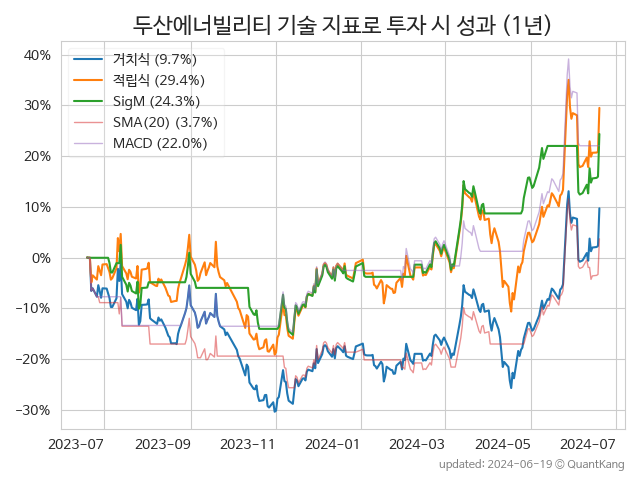 두산에너빌리티 기술 지표로 투자 시 성과 (1년)
40%
30%
20%
10%
0%
−10%
−20%
−30%
거치식 (9.7%)
적립식 (29.4%)
SigM (24.3%)
SMA(20) (3.7%)
MACD (22.0%)
2023-07 2023-09 2023-11 2024-01 2024-03 2024-05 2024-07
updated: 2024-06-19 ⓒ QuantKang